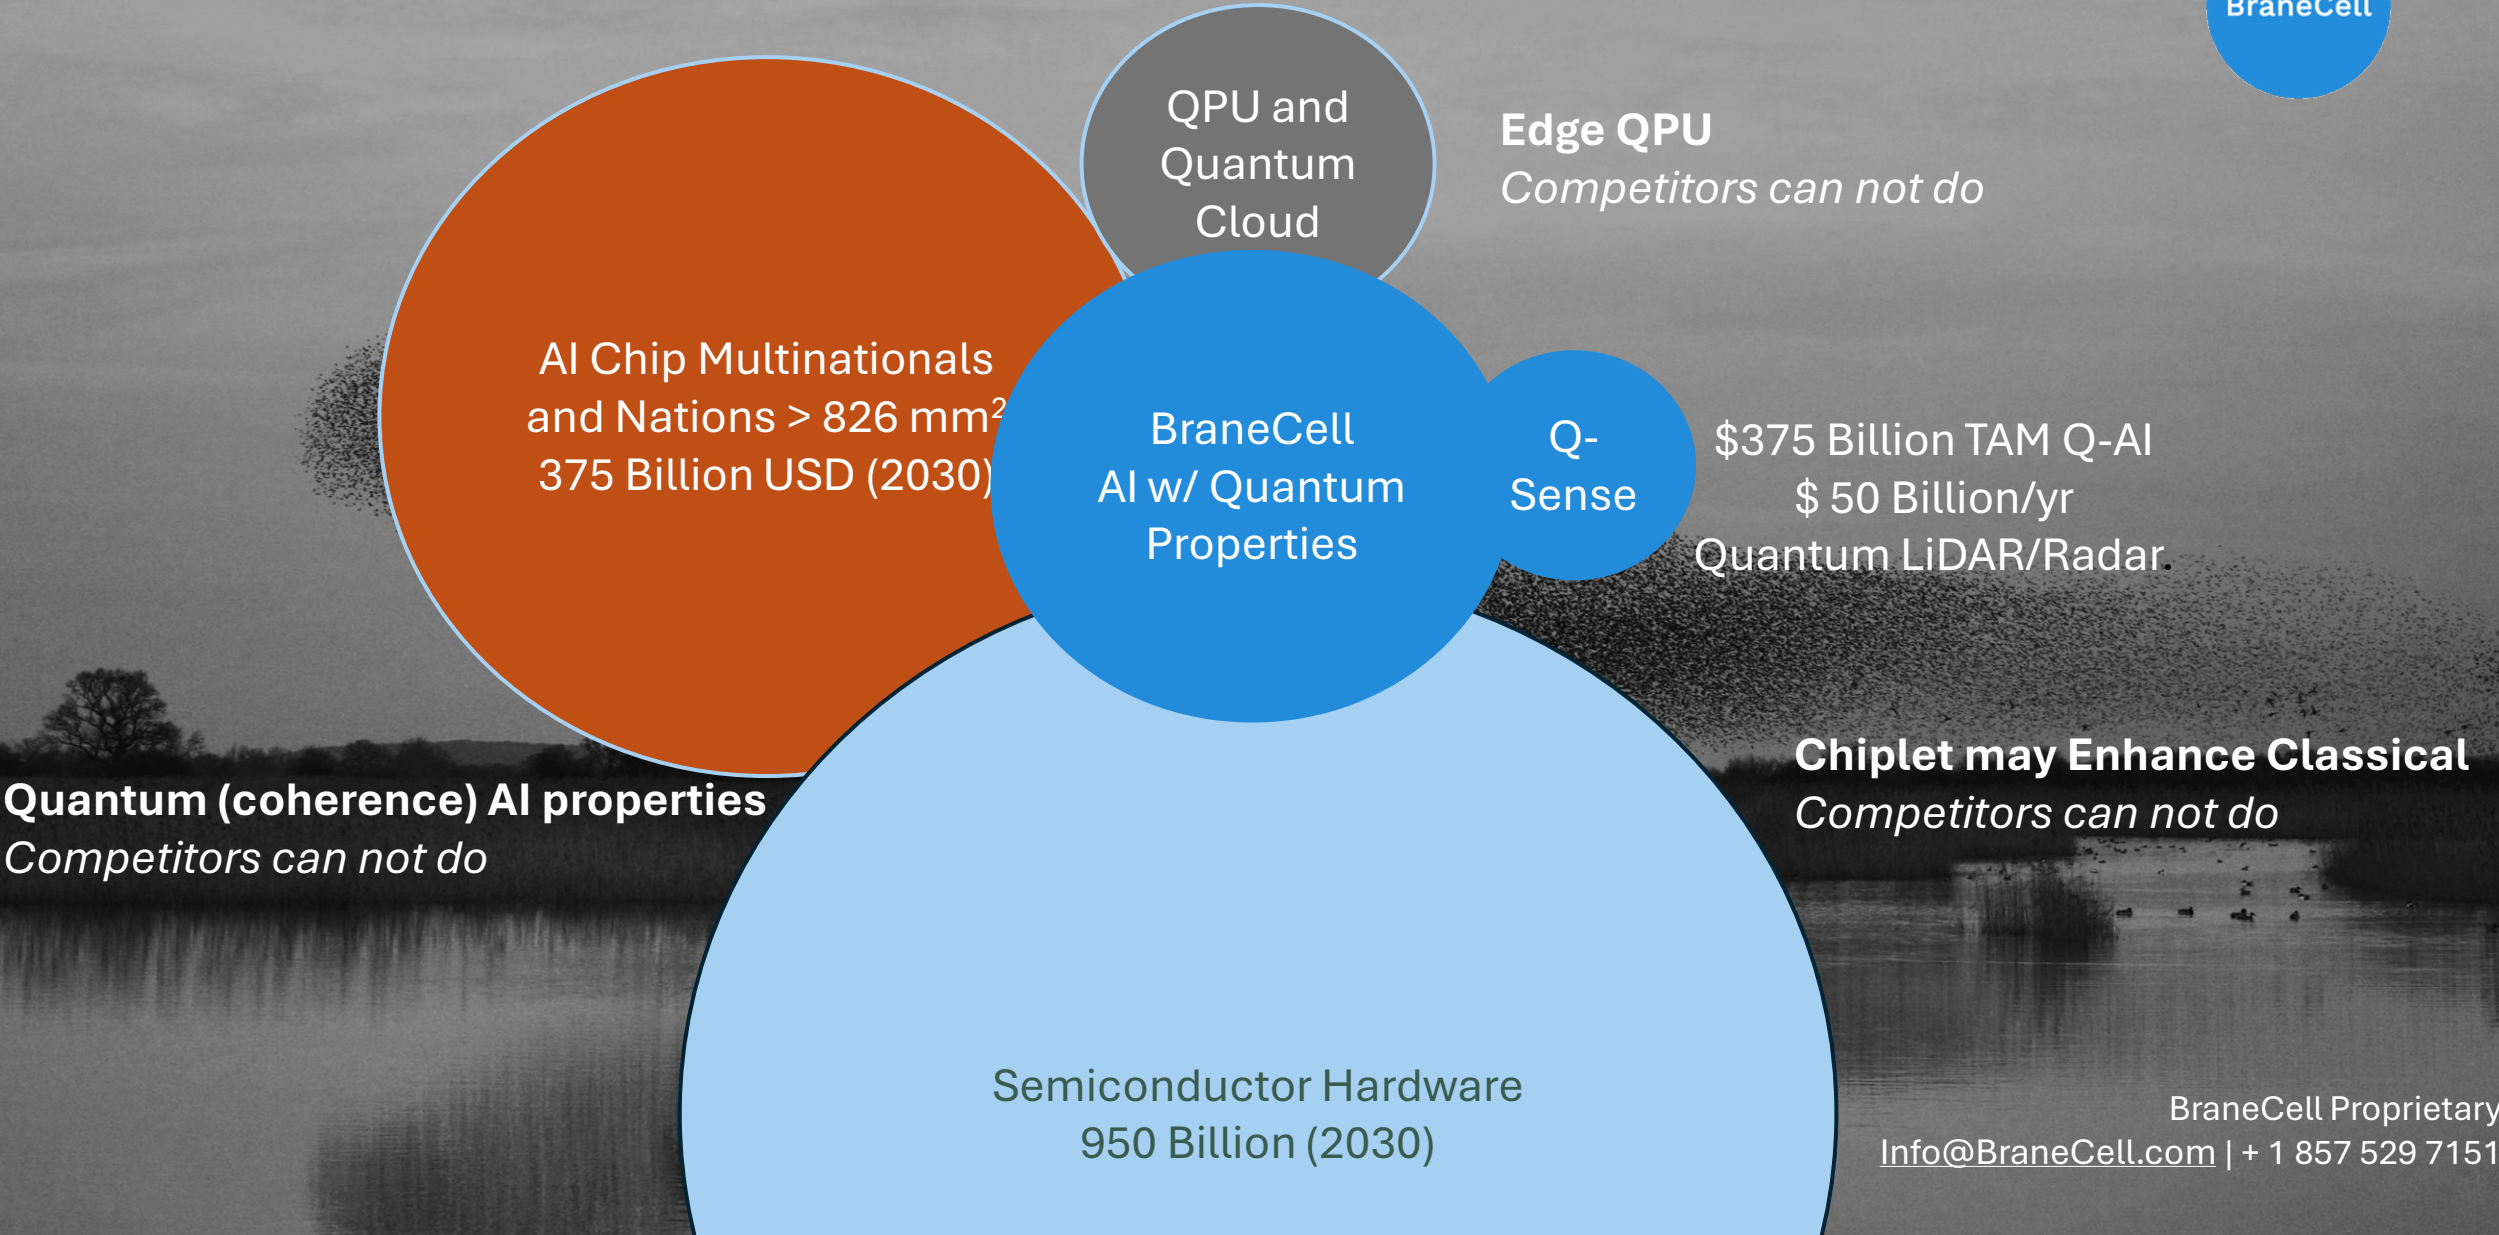 BraneCell
QPU and
Quantum
Cloud
Edge QPU
Competitors can not do
AI Chip Multinationals
and Nations > 826 mm²
375 Billion USD (2030)
BraneCell
AI w/ Quantum
Properties
Q-
Sense
$375 Billion TAM Q-AI
$ 50 Billion/yr
Quantum LiDAR/Radar.
Quantum (coherence) AI properties
Competitors can not do
Chiplet may Enhance Classical
Competitors can not do
Semiconductor Hardware
950 Billion (2030)
BraneCell Proprietary
Info@BraneCell.com | + 1 857 529 7151